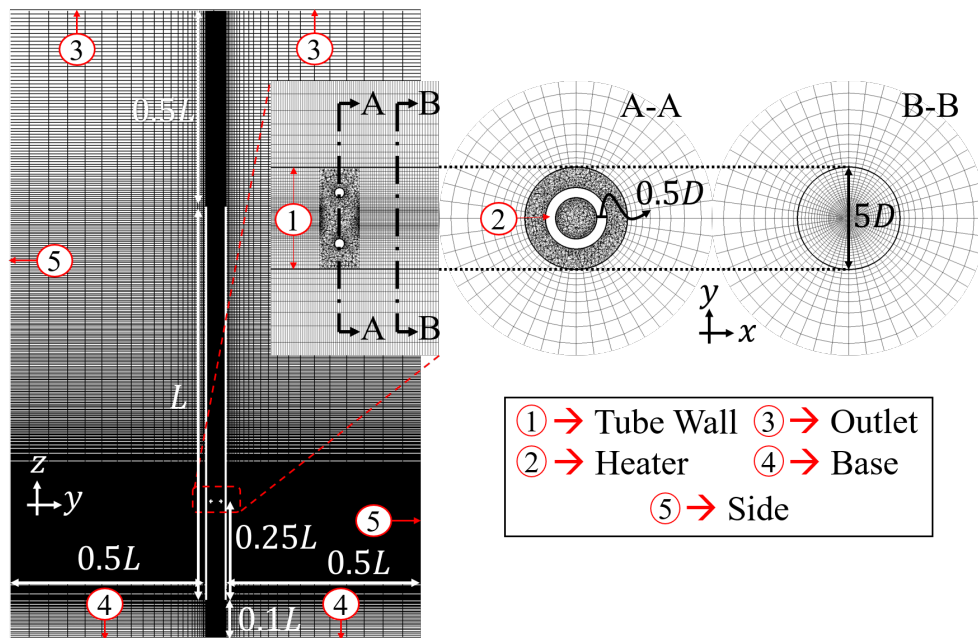 3
3
0.5L
A
B
A-A
B-B
1
2
0.5D
5D
5
A
B
y
x
L
1 → Tube Wall 3 → Outlet
2 → Heater 4 → Base
5 → Side
z
y
5
0.25L
0.5L
0.5L
4
4
0.1L